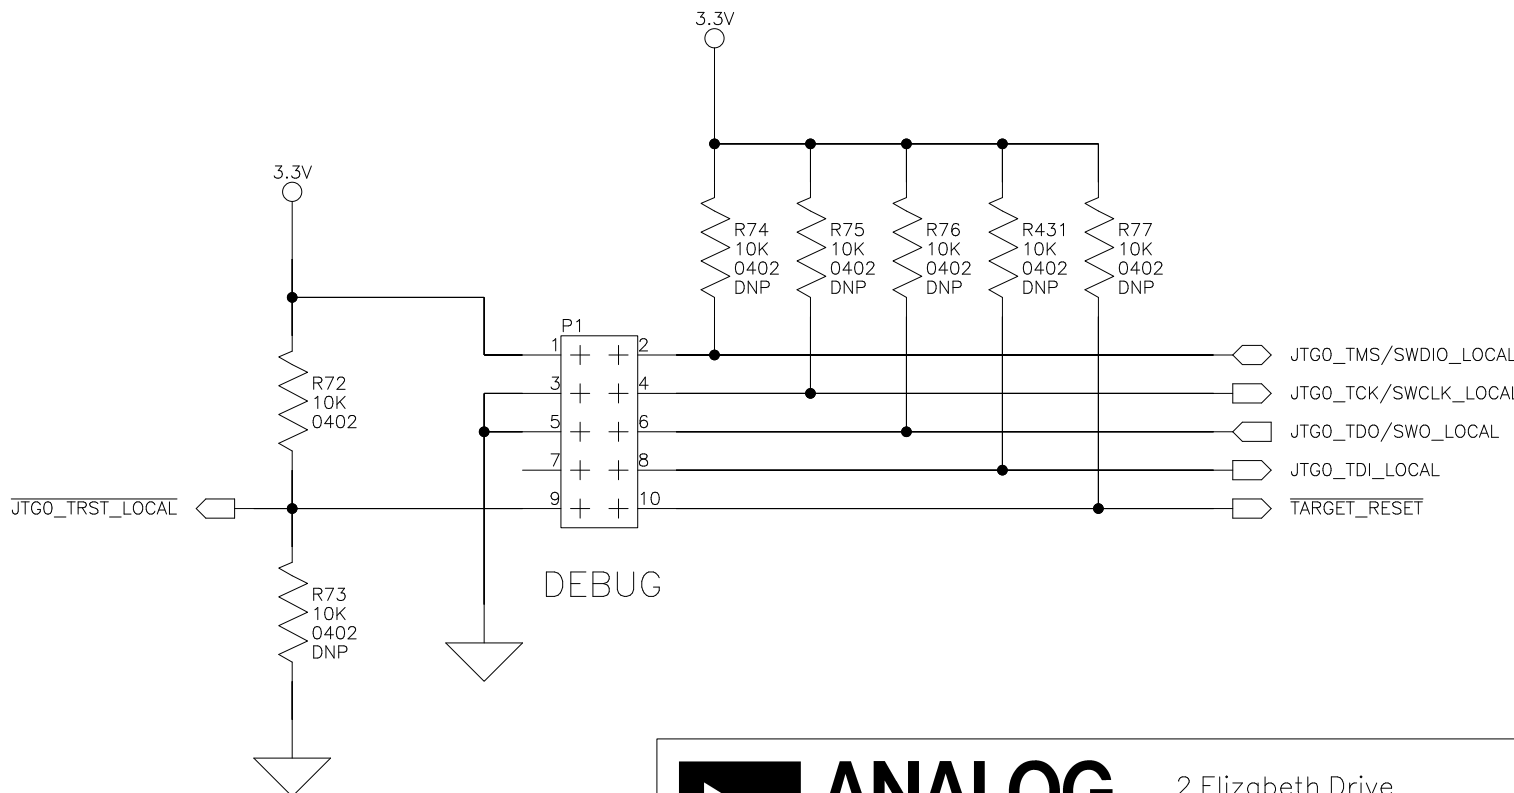 3.3V
3.3V
R74
10K
0402
DNP
R75
10K
0402
DNP
R76
10K
0402
DNP
R431
10K
0402
DNP
R77
10K
0402
DNP
P1
1
2
3
4
5
6
7
8
9
10
R72
10K
0402
JTG0_TMS/SWDIO_LOCAL
JTG0_TCK/SWCLK_LOCAL
JTG0_TDO/SWO_LOCAL
JTG0_TDI_LOCAL
JTG0_TRST_LOCAL
TARGET_RESET
DEBUG
R73
10K
0402
DNP
ANALOG
2 Elizabeth Drive